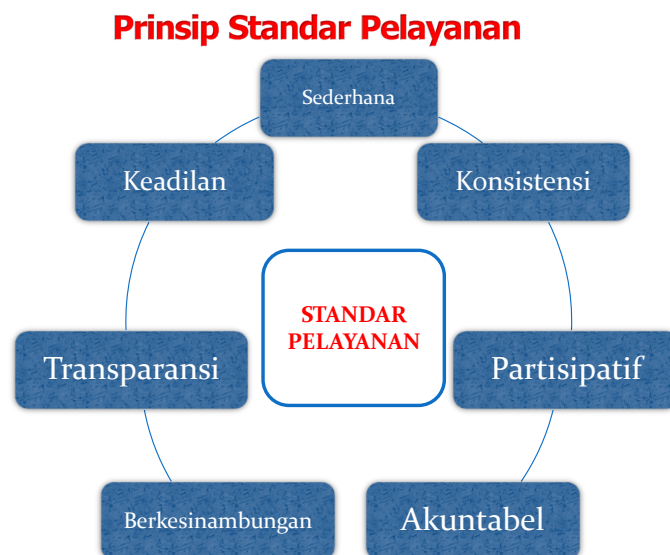 Prinsip Standar Pelayanan
Sederhana
Keadilan
Konsistensi
STANDAR
PELAYANAN
Transparansi
Partisipatif
Berkesinambungan
Akuntabel